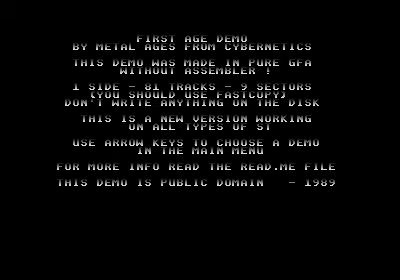 FIRST AGE DEMO
BY METAL AGES FROM CYBERNETICS
THIS DEMO WAS MADE IN PURE GFA
WITHOUT ASSEMBLER !
1 SIDE - 81 TRACKS - 9 SECTORS
(YOU SHOULD USE FASTCOPY)
DON'T WRITE ANYTHING ON THE DISK
THIS IS A NEW VERSION WORKING
ON ALL TYPES OF ST
USE ARROW KEYS TO CHOOSE A DEMO
IN THE MAIN MENU
FOR MORE INFO READ THE READ.ME FILE
THIS DEMO IS PUBLIC DOMAIN - 1989